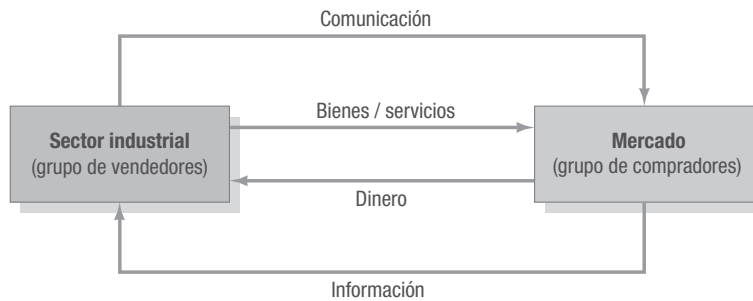 Comunicación
Bienes / servicios
Sector industrial
(grupo de vendedores)
Mercado
(grupo de compradores)
Dinero
Información